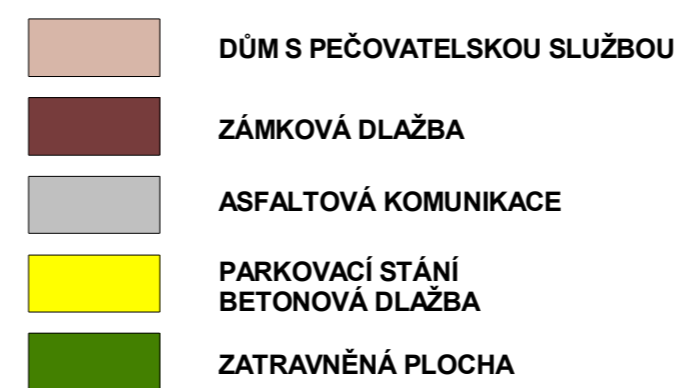 DŮM S PEČOVATELSKOU SLUŽBOU
ZÁMKOVÁ DLAŽBA
ASFALTOVÁ KOMUNIKACE
PARKOVACÍ STÁNÍ
BETONOVÁ DLAŽBA
ZATRAVNĚNÁ PLOCHA